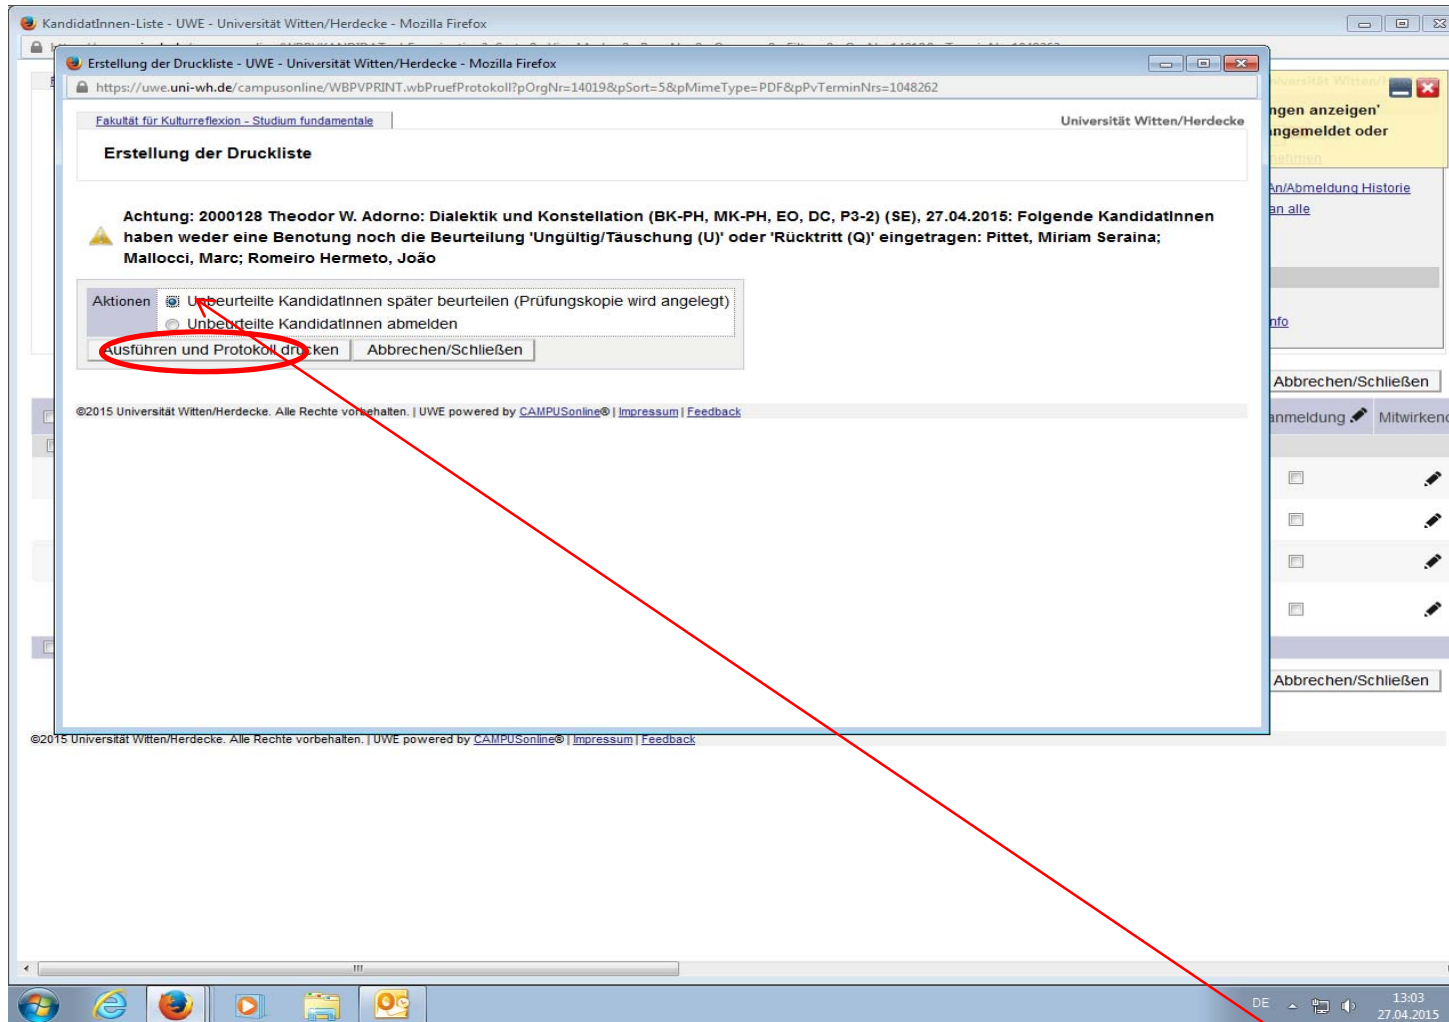 KandidatInnen-Liste - UWE - Universität Witten/Herdecke - Mozilla Firefox
Erstellung der Druckliste - UWE - Universität Witten/Herdecke - Mozilla Firefox
https://uwe.uni-wh.de/campusonline/WBPVPRINT.wbPruefProtokoll?pOrgNr=14019&pSort=5&pMimeType=PDF&pPvTerminNrs=1048262
Fakultät für Kulturreflexion - Studium fundamentale
Universität Witten/Herdecke
Erstellung der Druckliste
Achtung: 2000128 Theodor W. Adorno: Dialektik und Konstellation (BK-PH, MK-PH, EO, DC, P3-2) (SE), 27.04.2015: Folgende KandidatInnen
haben weder eine Benotung noch die Beurteilung 'Ungültig/Täuschung (U)' oder 'Rücktritt (Q)' eingetragen: Pittet, Miriam Seraina;
Mallocci, Marc; Romeiro Hermeto, João
Aktionen
Unbeurteilte KandidatInnen später beurteilen (Prüfungskopie wird angelegt)
Unbeurteilte KandidatInnen abmelden
Ausführen und Protokoll drucken
Abbrechen/Schließen
©2015 Universität Witten/Herdecke. Alle Rechte vorbehalten. | UWE powered by CAMPUSonline® | Impressum | Feedback
ngen anzeigen'
ngemeldet oder
An/Abmeldung Historie
an alle
nfo
Abbrechen/Schließen
anmeldung
Mitwirkend
Abbrechen/Schließen
©2015 Universität Witten/Herdecke. Alle Rechte vorbehalten. | UWE powered by CAMPUSonline® | Impressum | Feedback
DE
13:03
27.04.2015